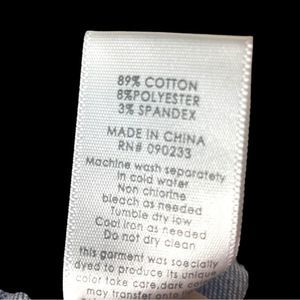 89% COTTON
8%POLYESTER
3% SPANDEX
MADE IN CHINA
RN# 090233
Machine wash separately
in cold water
Non chlorine
bleach as needed
Tumble dry low
Cool iron as needed
Do not dry clean
this garment was specially
dyed to produce its unique
color take care,dark color
may transfer onto